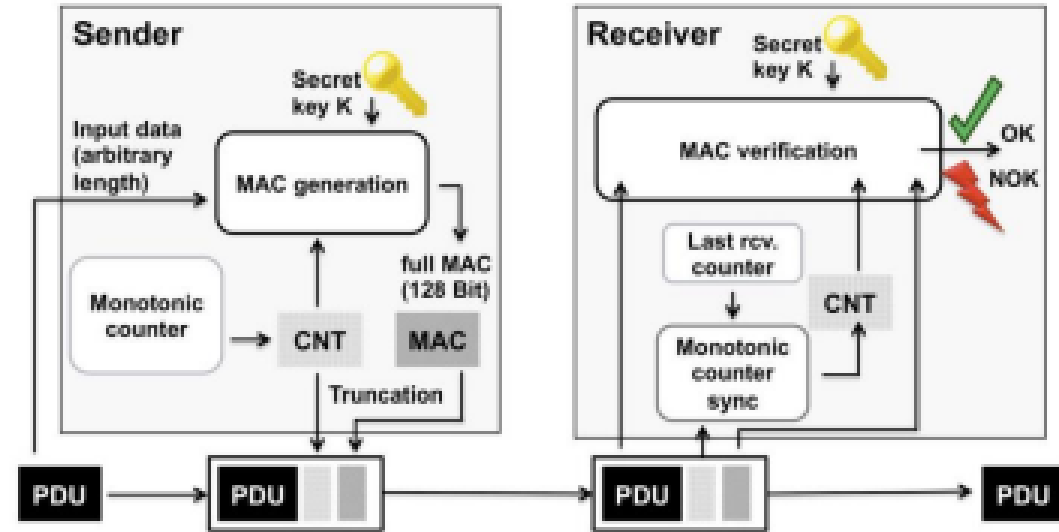 Sender
Secret
key K
Input data
(arbitrary
length)
MAC generation
full MAC
(128 Bit)
Monotonic
counter
CNT
MAC
Truncation
PDU
PDU
Receiver
Secret
key K
MAC verification
OK
NOK
Last rcv.
counter
CNT
Monotonic
counter
sync
PDU
PDU